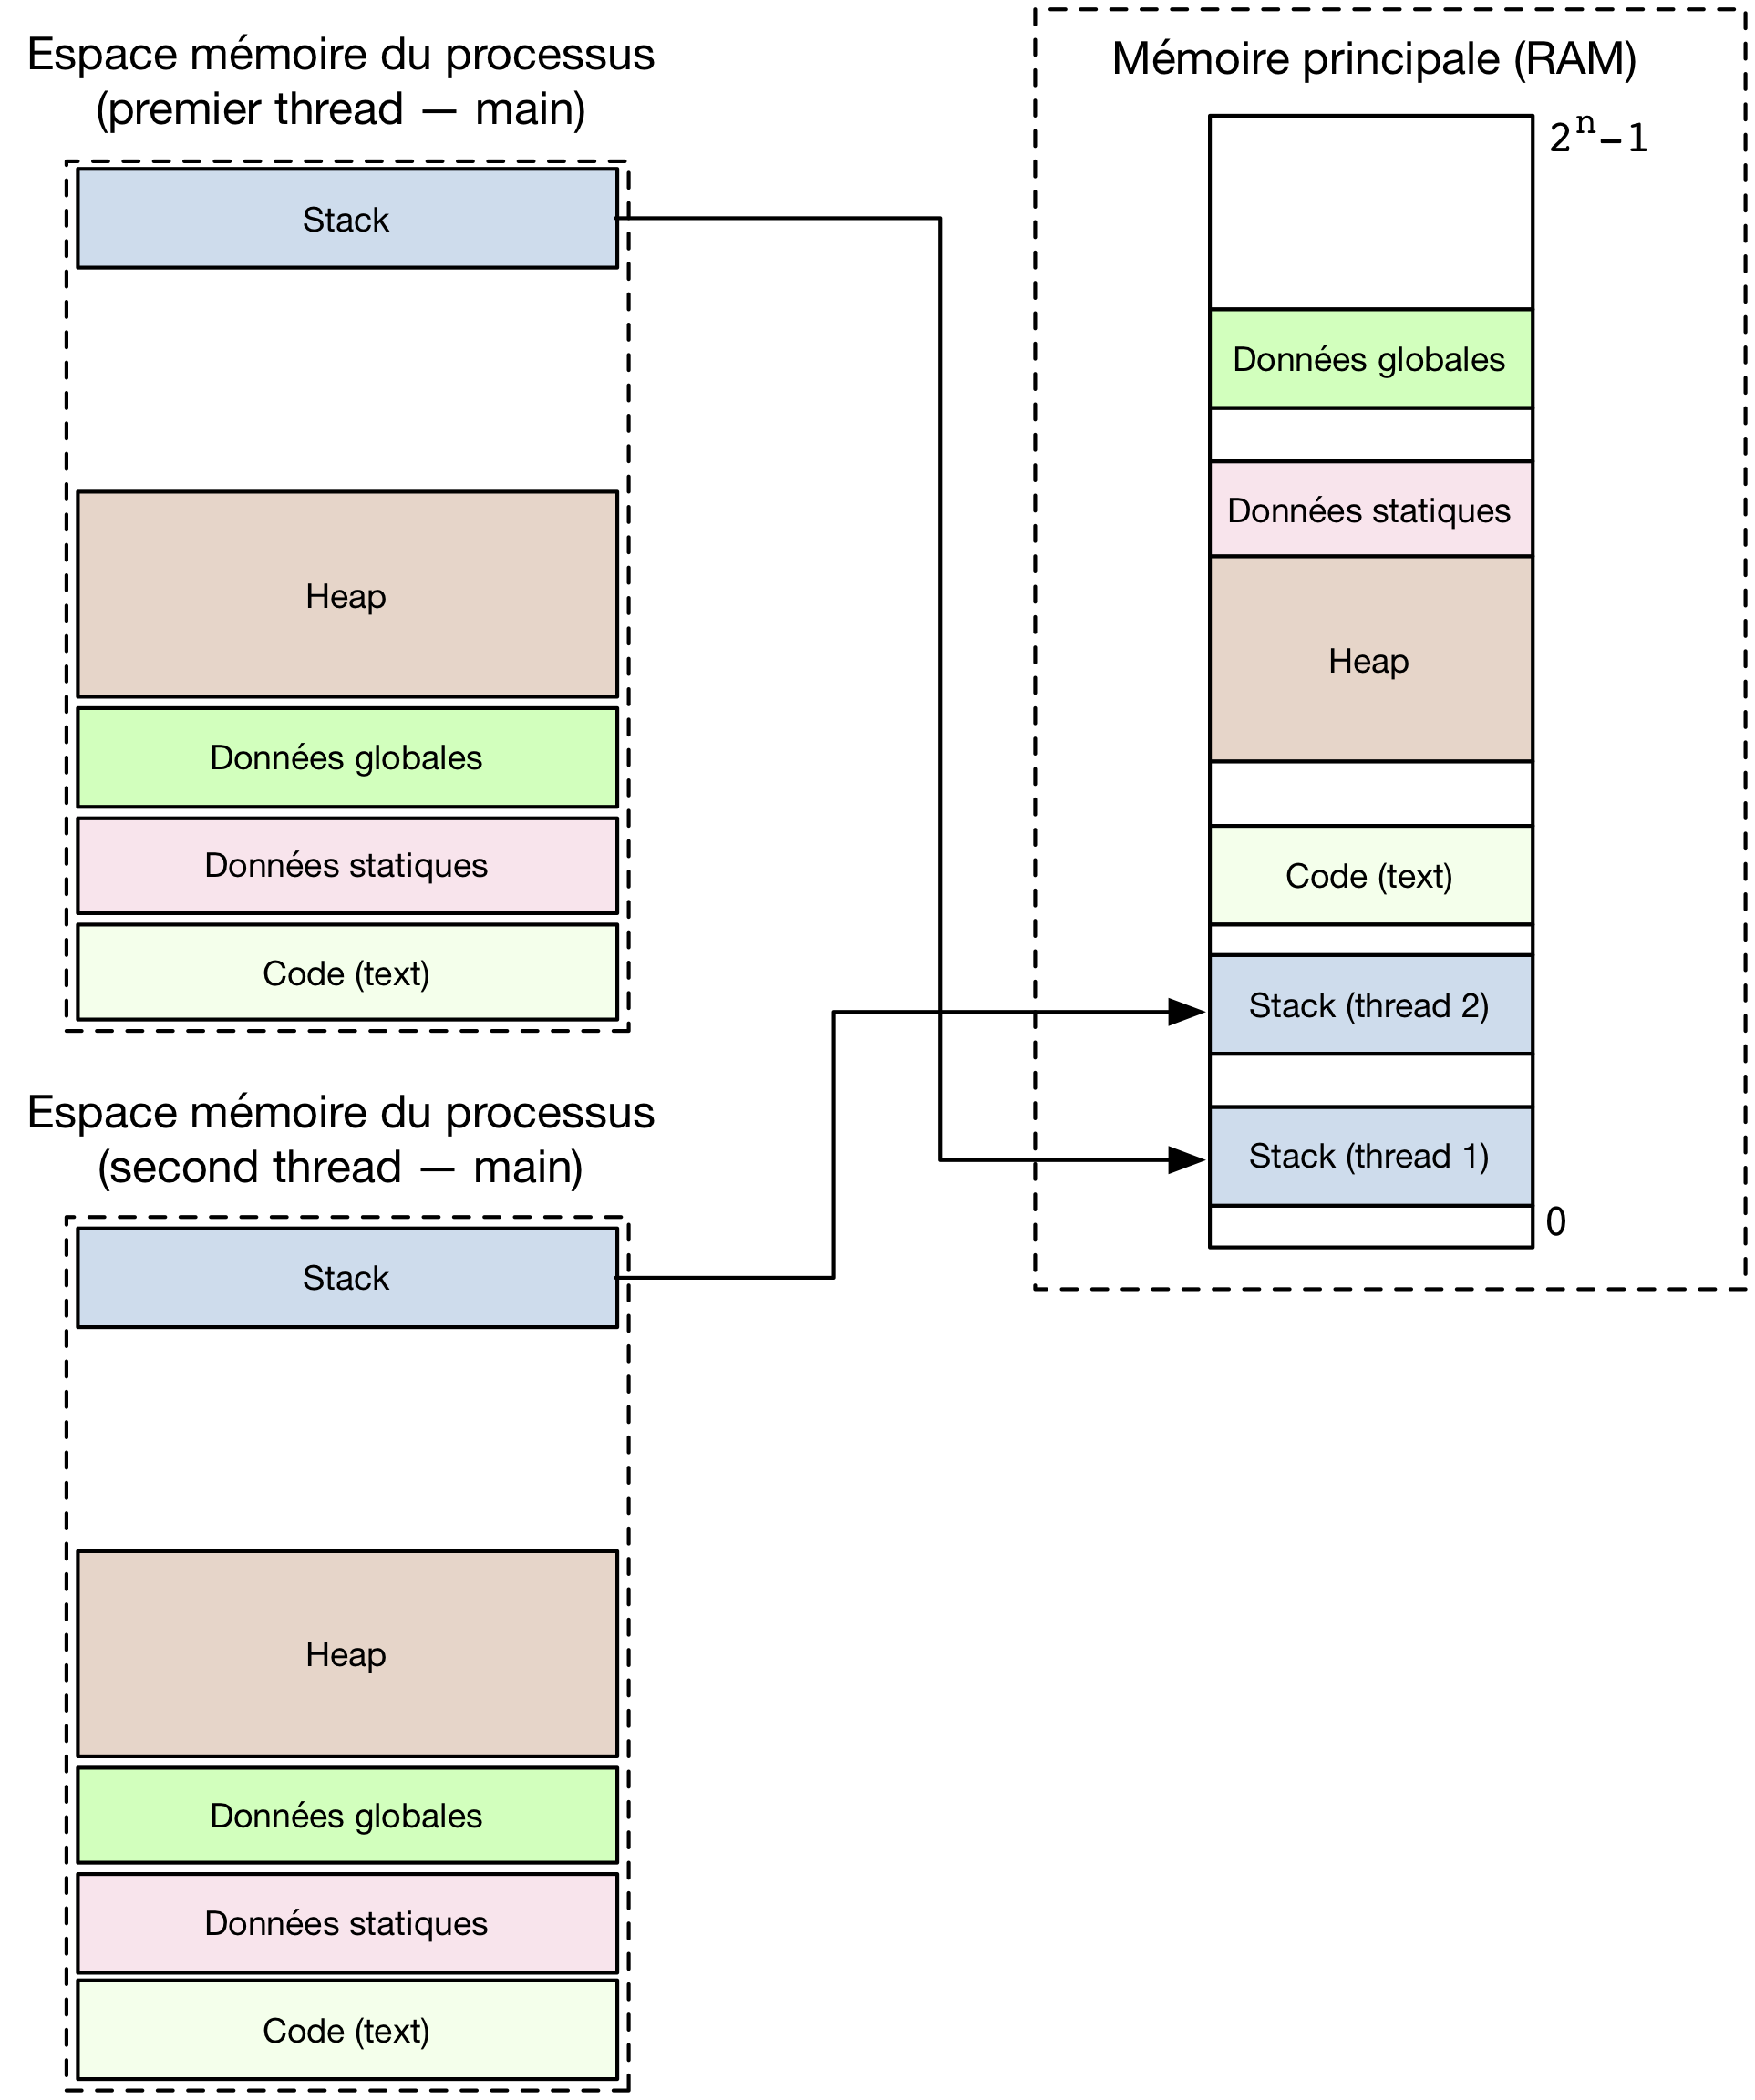 Espace mémoire du processus
(premier thread — main)
Stack
Heap
Données globales
Données statiques
Code (text)
Espace mémoire du processus
(second thread — main)
Stack
Heap
Données globales
Données statiques
Code (text)
Mémoire principale (RAM)
2ⁿ-1
Données globales
Données statiques
Heap
Code (text)
Stack (thread 2)
Stack (thread 1)
0